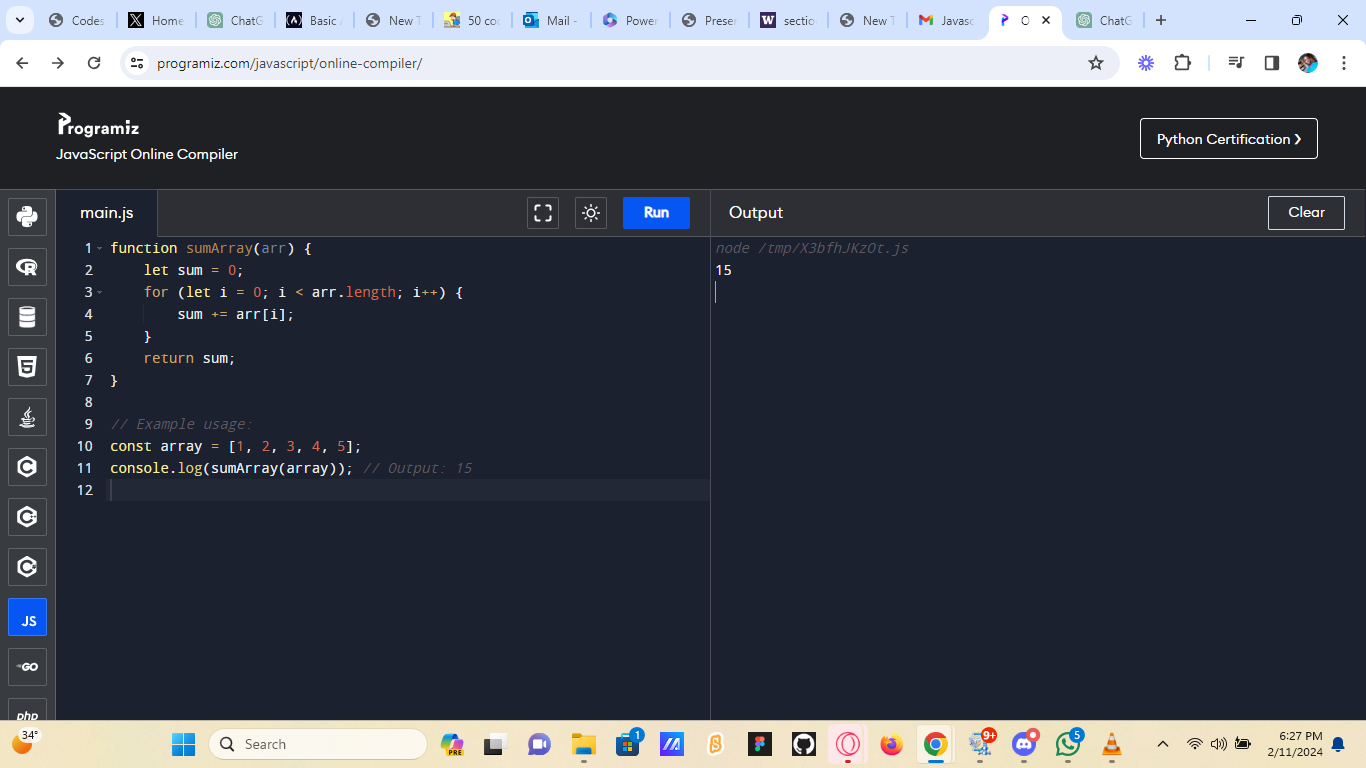 Codes
Home
ChatG
Basic
New T
50 co
Mail -
Power
Presen
sectio
New T
Javasc
O
ChatG
programiz.com/javascript/online-compiler/
Programiz
JavaScript Online Compiler
Python Certification ❯
main.js
Run
Output
Clear
1 function sumArray(arr) {
2 let sum = 0;
3 for (let i = 0; i < arr.length; i++) {
4 sum += arr[i];
5 }
6 return sum;
7 }
8
9 // Example usage:
10 const array = [1, 2, 3, 4, 5];
11 console.log(sumArray(array)); // Output: 15
12
node /tmp/X3bfhJKzOt.js
15
JS
GO
php
34°
Search
PRE
1
9+
5
6:27 PM
2/11/2024